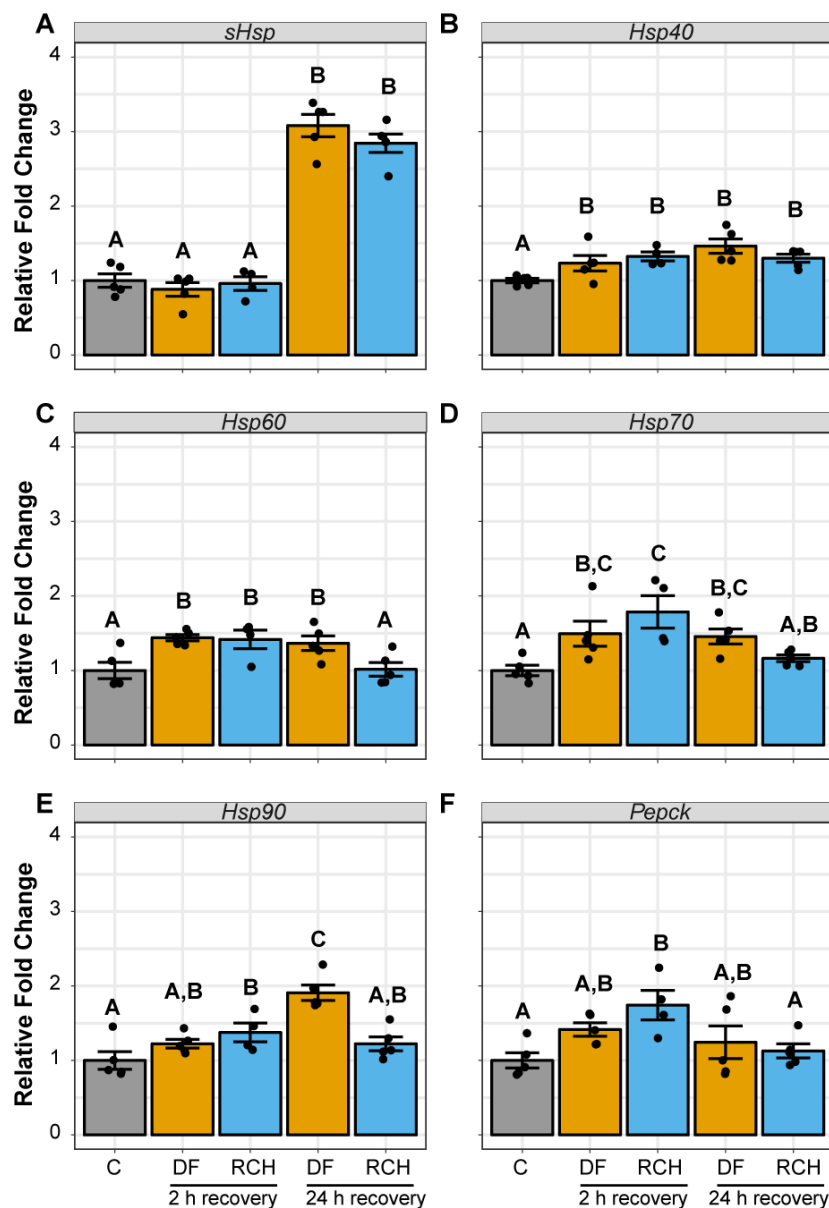 A
sHsp
B
Hsp40
Relative Fold Change
4
3
2
1
0
A
A
A
B
B
A
B
B
B
B
C
Hsp60
D
Hsp70
Relative Fold Change
4
3
2
1
0
A
B
B
B
A
A
B,C
C
B,C
A,B
E
Hsp90
F
Pepck
Relative Fold Change
4
3
2
1
0
A
A,B
B
C
A,B
A
A,B
B
A,B
A
C DF RCH DF RCH
2 h recovery 24 h recovery
C DF RCH DF RCH
2 h recovery 24 h recovery